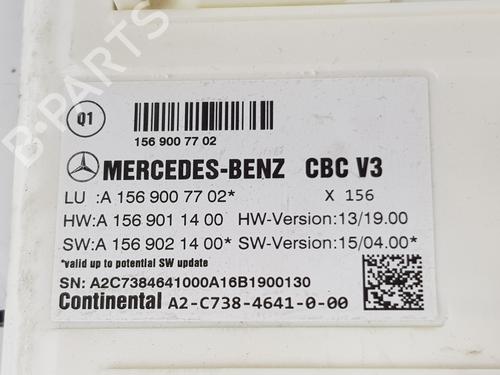 Q1
156 900 77 02
MERCEDES-BENZ CBC V3
LU :A 156 900 77 02* X 156
HW:A 156 901 14 00 HW-Version:13/19.00
SW:A 156 902 14 00* SW-Version:15/04.00*
*valid up to potential SW update
SN: A2C7384641000A16B1900130
Continental A2-C738-4641-0-00
B-PARTS